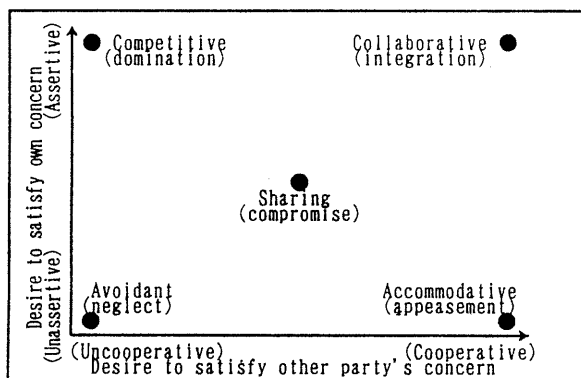 Competitive
(domination)
Collaborative
(integration)
Sharing
(compromise)
Avoidant
(neglect)
Accommodative
(appeasement)
Desire to satisfy own concern
(Unassertive)
(Assertive)
(Uncooperative)
(Cooperative)
Desire to satisfy other party's concern